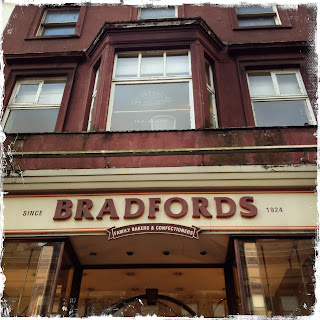 SINCE BRADFORDS 1924
FAMILY BAKERS & CONFECTIONERS